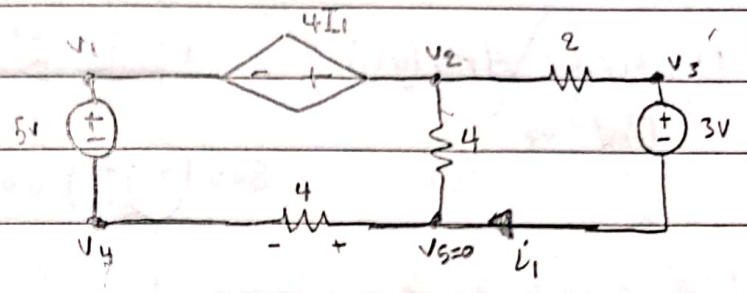 4I₁
V₁ V₂ 2 V₃
- +
5V + - 4 + - 3V
4
V₄ - + V₅=0 i₁